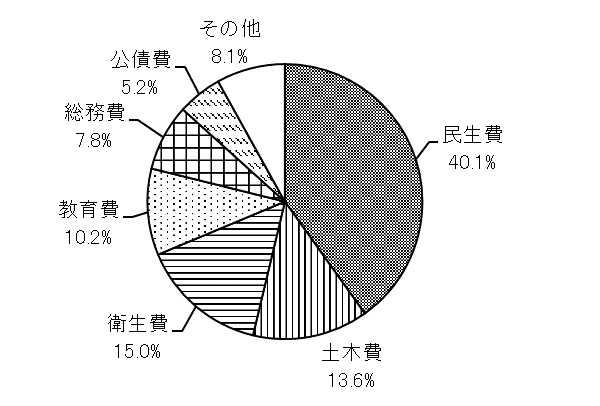 その他
8.1%
公債費
5.2%
総務費
7.8%
教育費
10.2%
衛生費
15.0%
土木費
13.6%
民生費
40.1%